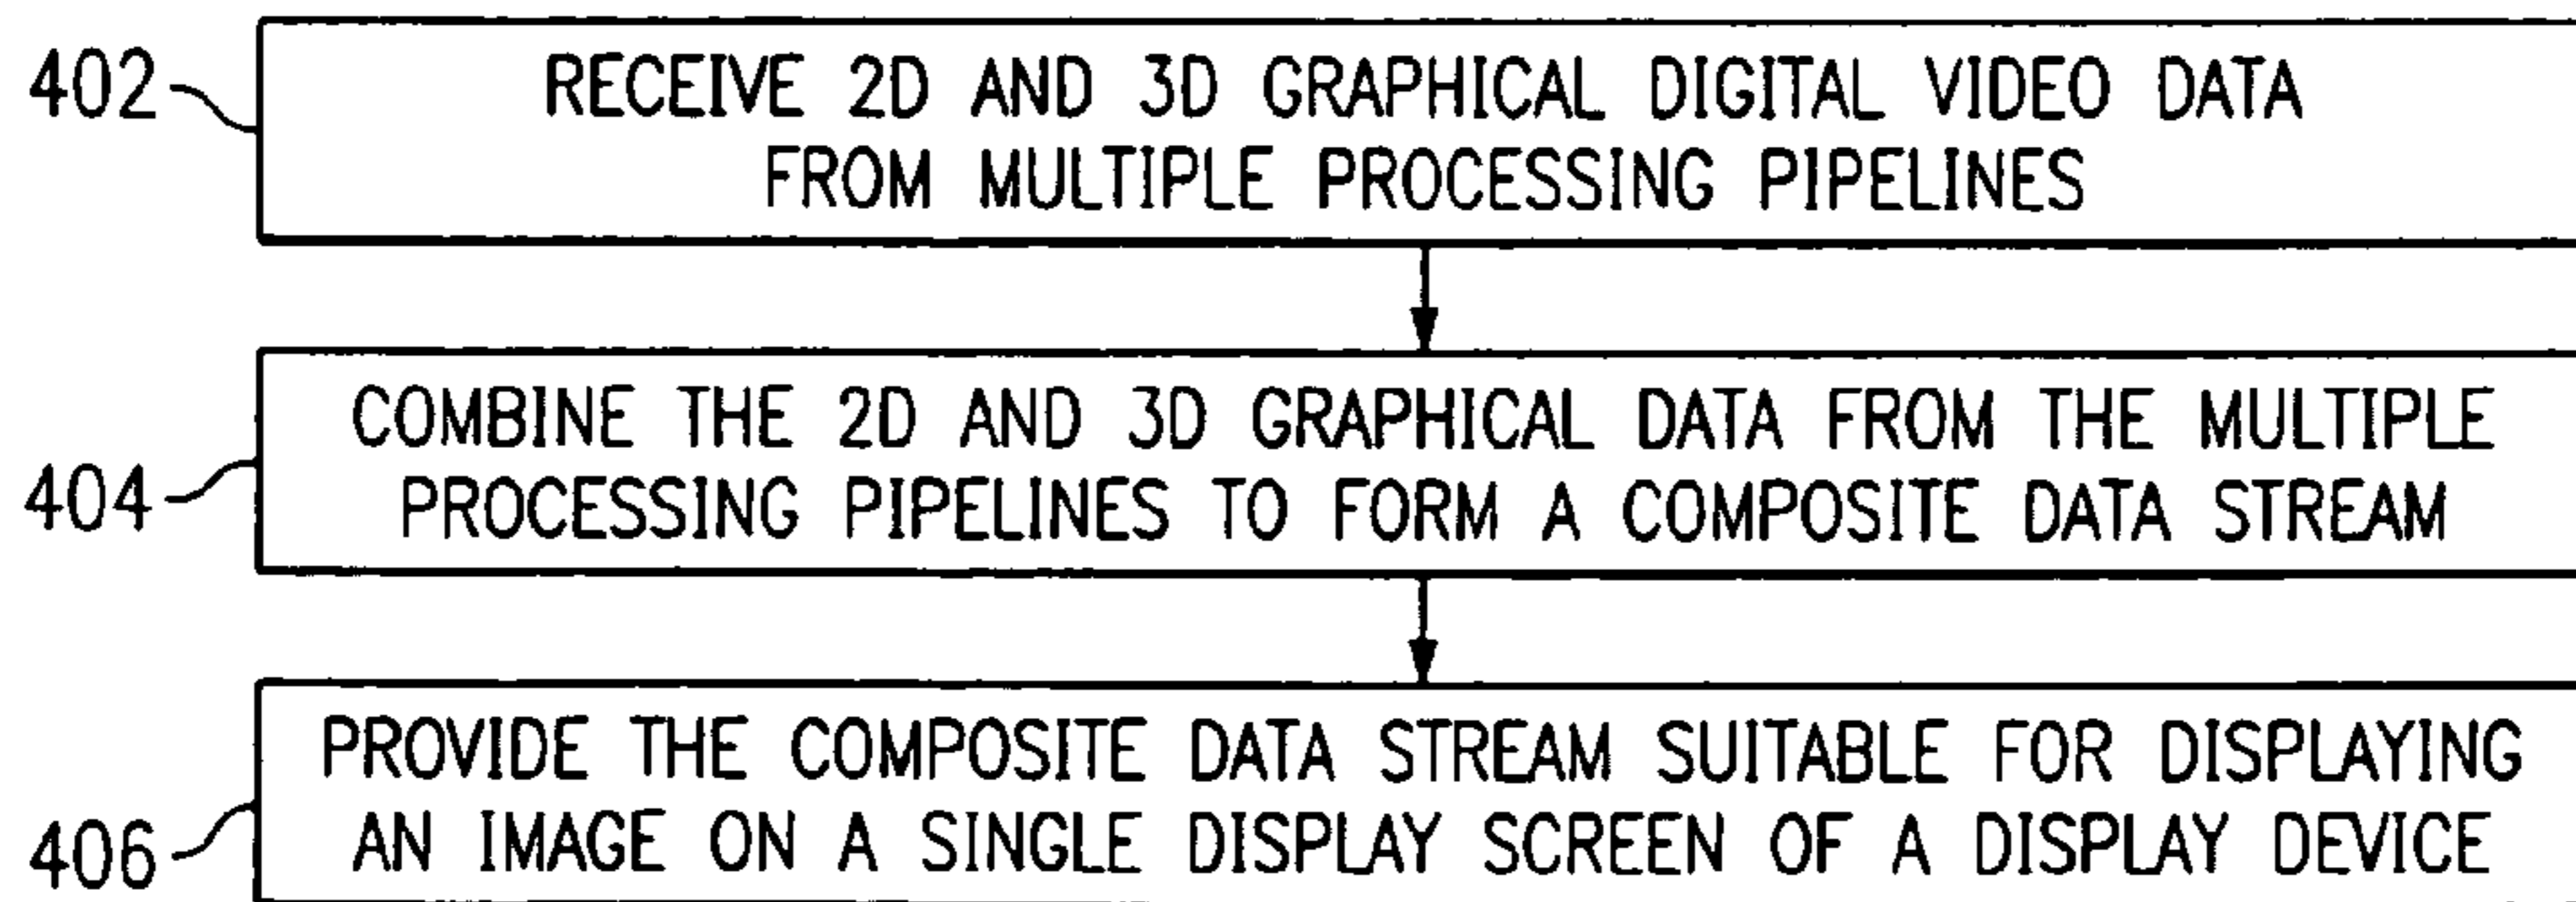 402
RECEIVE 2D AND 3D GRAPHICAL DIGITAL VIDEO DATA
FROM MULTIPLE PROCESSING PIPELINES
404
COMBINE THE 2D AND 3D GRAPHICAL DATA FROM THE MULTIPLE
PROCESSING PIPELINES TO FORM A COMPOSITE DATA STREAM
406
PROVIDE THE COMPOSITE DATA STREAM SUITABLE FOR DISPLAYING
AN IMAGE ON A SINGLE DISPLAY SCREEN OF A DISPLAY DEVICE